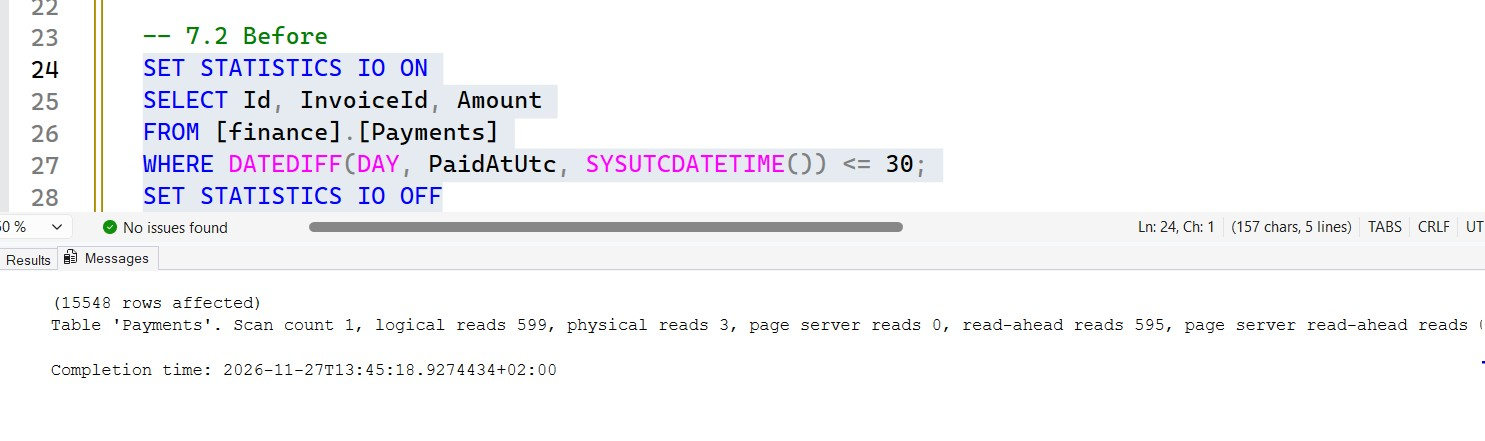 22
23 -- 7.2 Before
24 SET STATISTICS IO ON
25 SELECT Id, InvoiceId, Amount
26 FROM [finance].[Payments]
27 WHERE DATEDIFF(DAY, PaidAtUtc, SYSUTCDATETIME()) <= 30;
28 SET STATISTICS IO OFF
0 % No issues found Ln: 24, Ch: 1 (157 chars, 5 lines) TABS CRLF UT
Results Messages
(15548 rows affected)
Table 'Payments'. Scan count 1, logical reads 599, physical reads 3, page server reads 0, read-ahead reads 595, page server read-ahead reads
Completion time: 2026-11-27T13:45:18.9274434+02:00